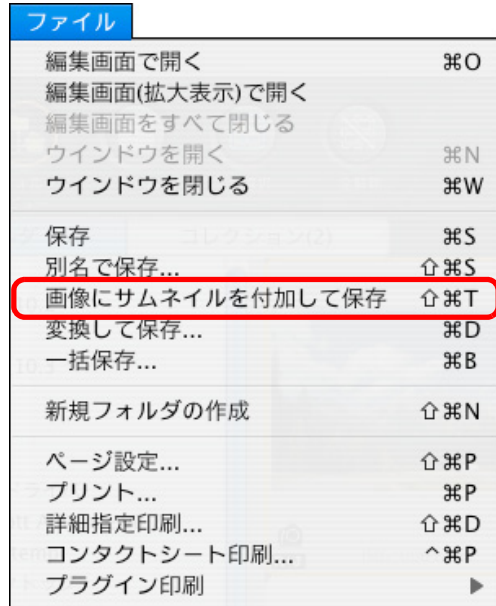 ファイル
編集画面で開く ⌘O
編集画面(拡大表示)で開く
編集画面をすべて閉じる
ウインドウを開く ⌘N
ウインドウを閉じる ⌘W
保存 ⌘S
別名で保存... ⇧⌘S
画像にサムネイルを付加して保存 ⇧⌘T
変換して保存... ⌘D
一括保存... ⌘B
新規フォルダの作成 ⇧⌘N
ページ設定... ⇧⌘P
プリント... ⌘P
詳細指定印刷... ⇧⌘D
コンタクトシート印刷... ^⌘P
プラグイン印刷 ▶